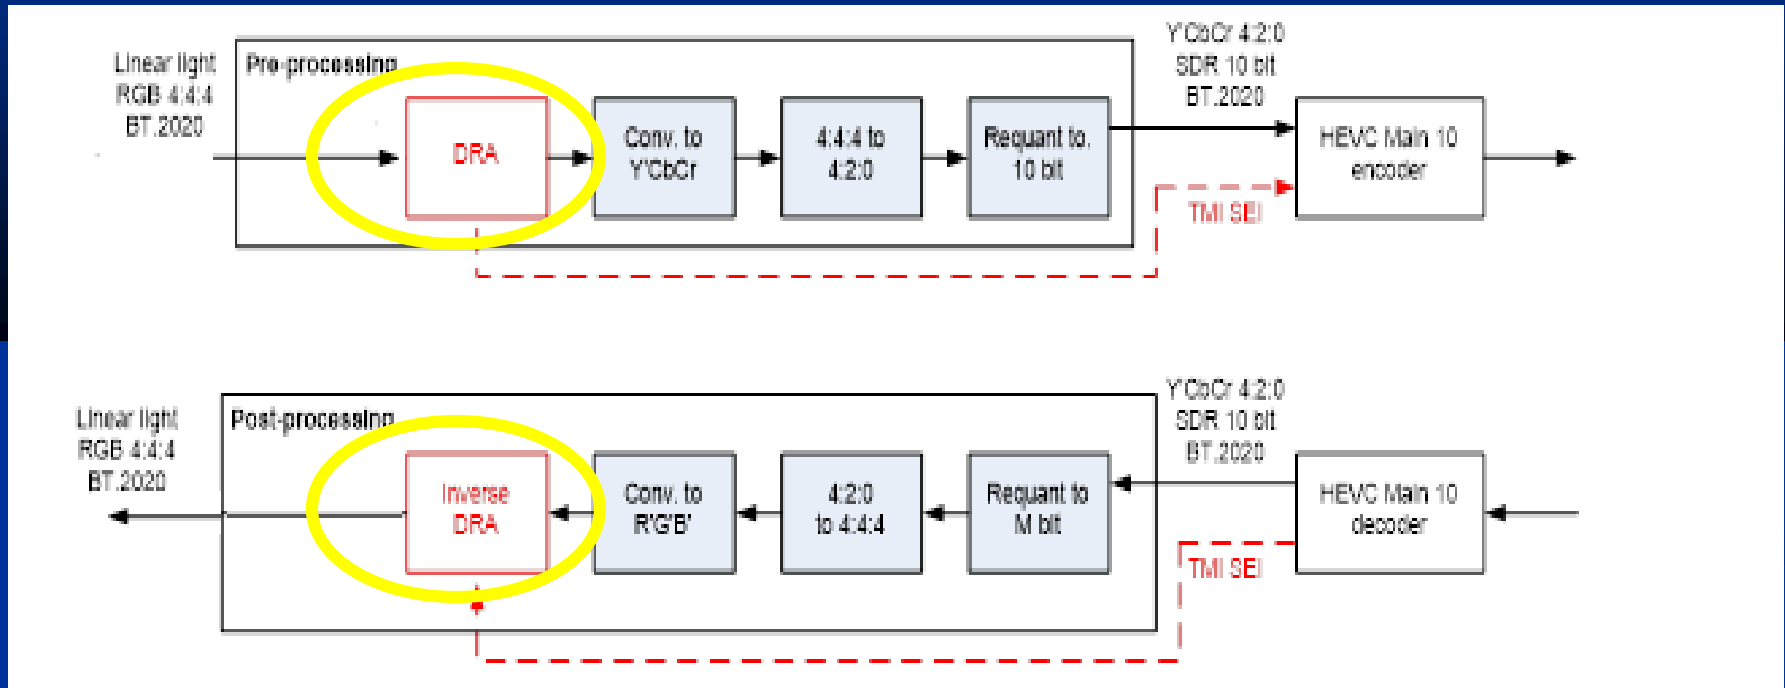 Linear light
RGB 4:4:4
BT.2020
Pre-processing
DRA
Conv. to
Y'CbCr
4:4:4 to
4:2:0
Requant to.
10 bit
Y'CbCr 4:2:0
SDR 10 bit
BT.2020
HEVC Main 10
encoder
TMI SEI
Linear light
RGB 4:4:4
BT.2020
Post-processing
Inverse
DRA
Conv. to
R'G'B'
4:2:0
to 4:4:4
Requant to
M bit
Y'CbCr 4:2:0
SDR 10 bit
BT.2020
HEVC Main 10
decoder
TMI SEI